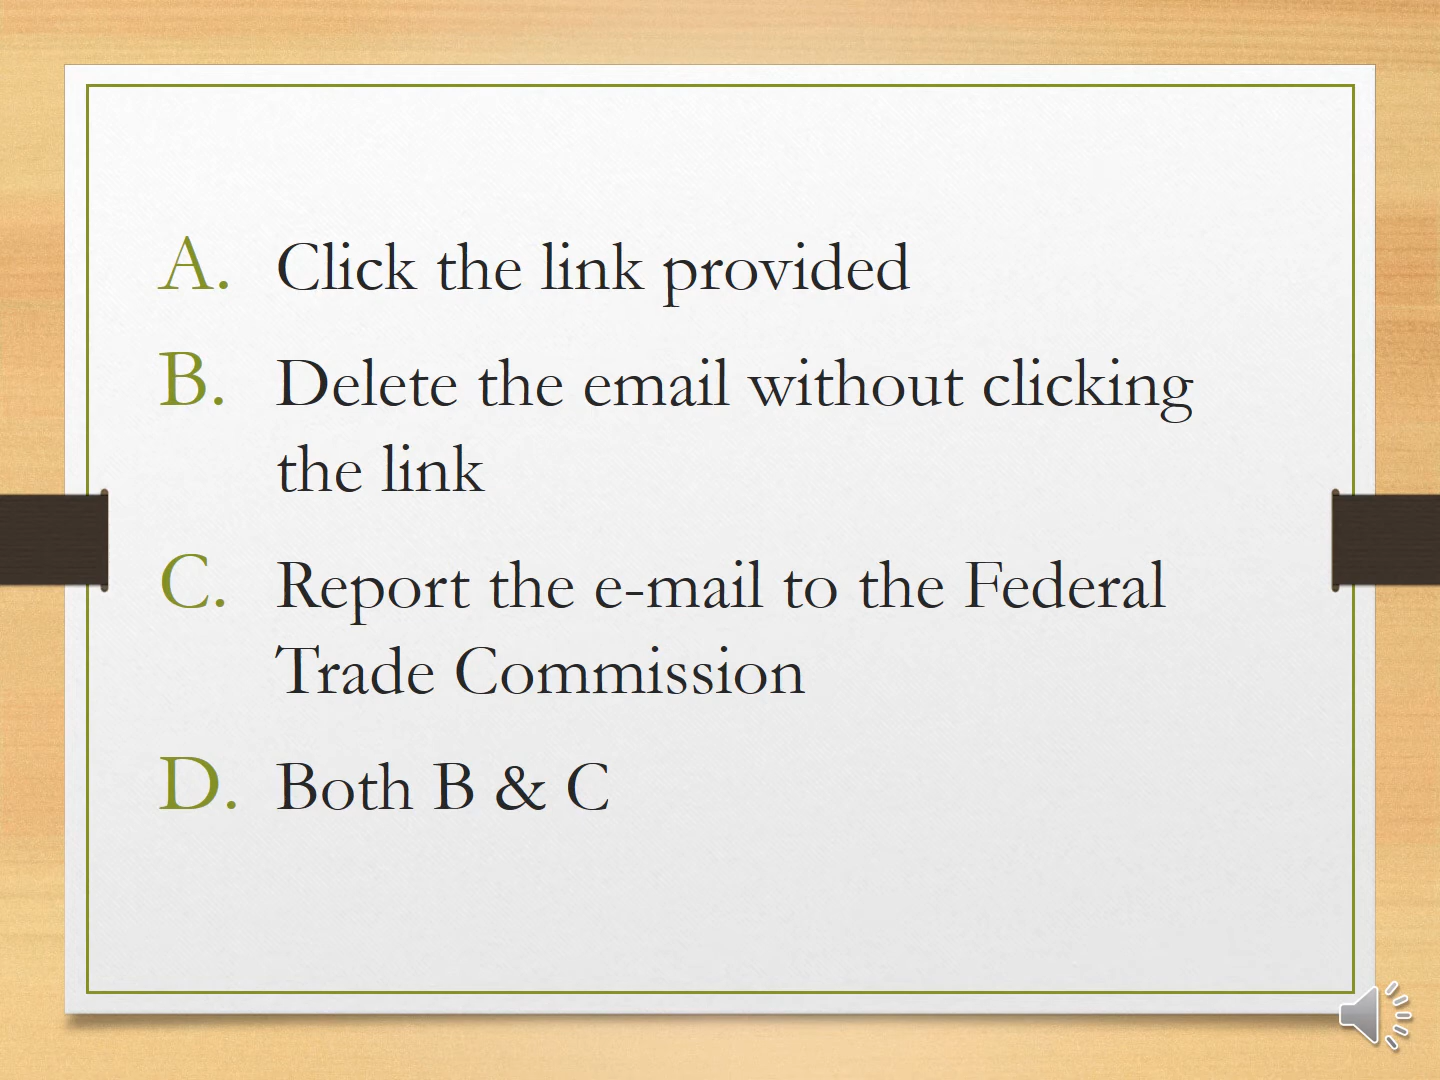 A. Click the link provided
B. Delete the email without clicking
the link
C. Report the e-mail to the Federal
Trade Commission
D. Both B & C